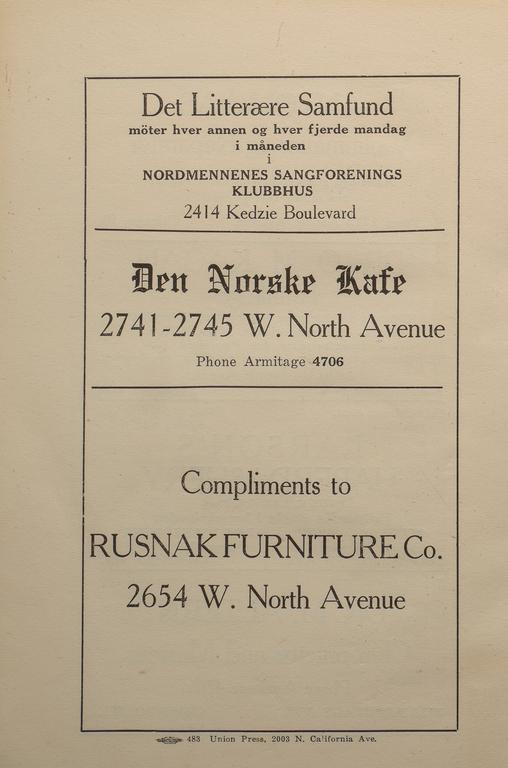 Det Litterære Samfund
möter hver annen og hver fjerde mandag
i måneden
i
NORDMENNENES SANGFORENINGS
KLUBBHUS
2414 Kedzie Boulevard
Den Norske Kafe
2741-2745 W. North Avenue
Phone Armitage 4706
Compliments to
RUSNAK FURNITURE Co.
2654 W. North Avenue
483 Union Press, 2003 N. California Ave.